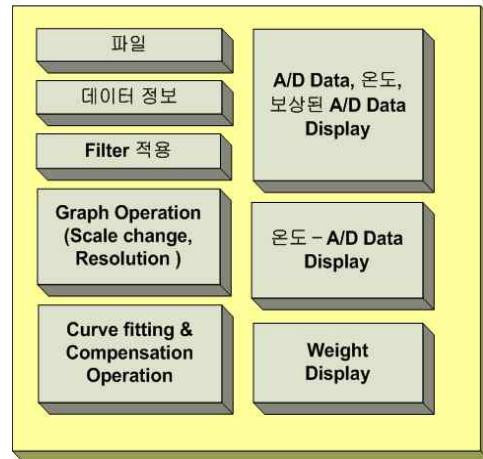 파일
데이터 정보
Filter 적용
Graph Operation
(Scale change,
Resolution )
Curve fitting &
Compensation
Operation
A/D Data, 온도,
보상된 A/D Data
Display
온도 – A/D Data
Display
Weight
Display